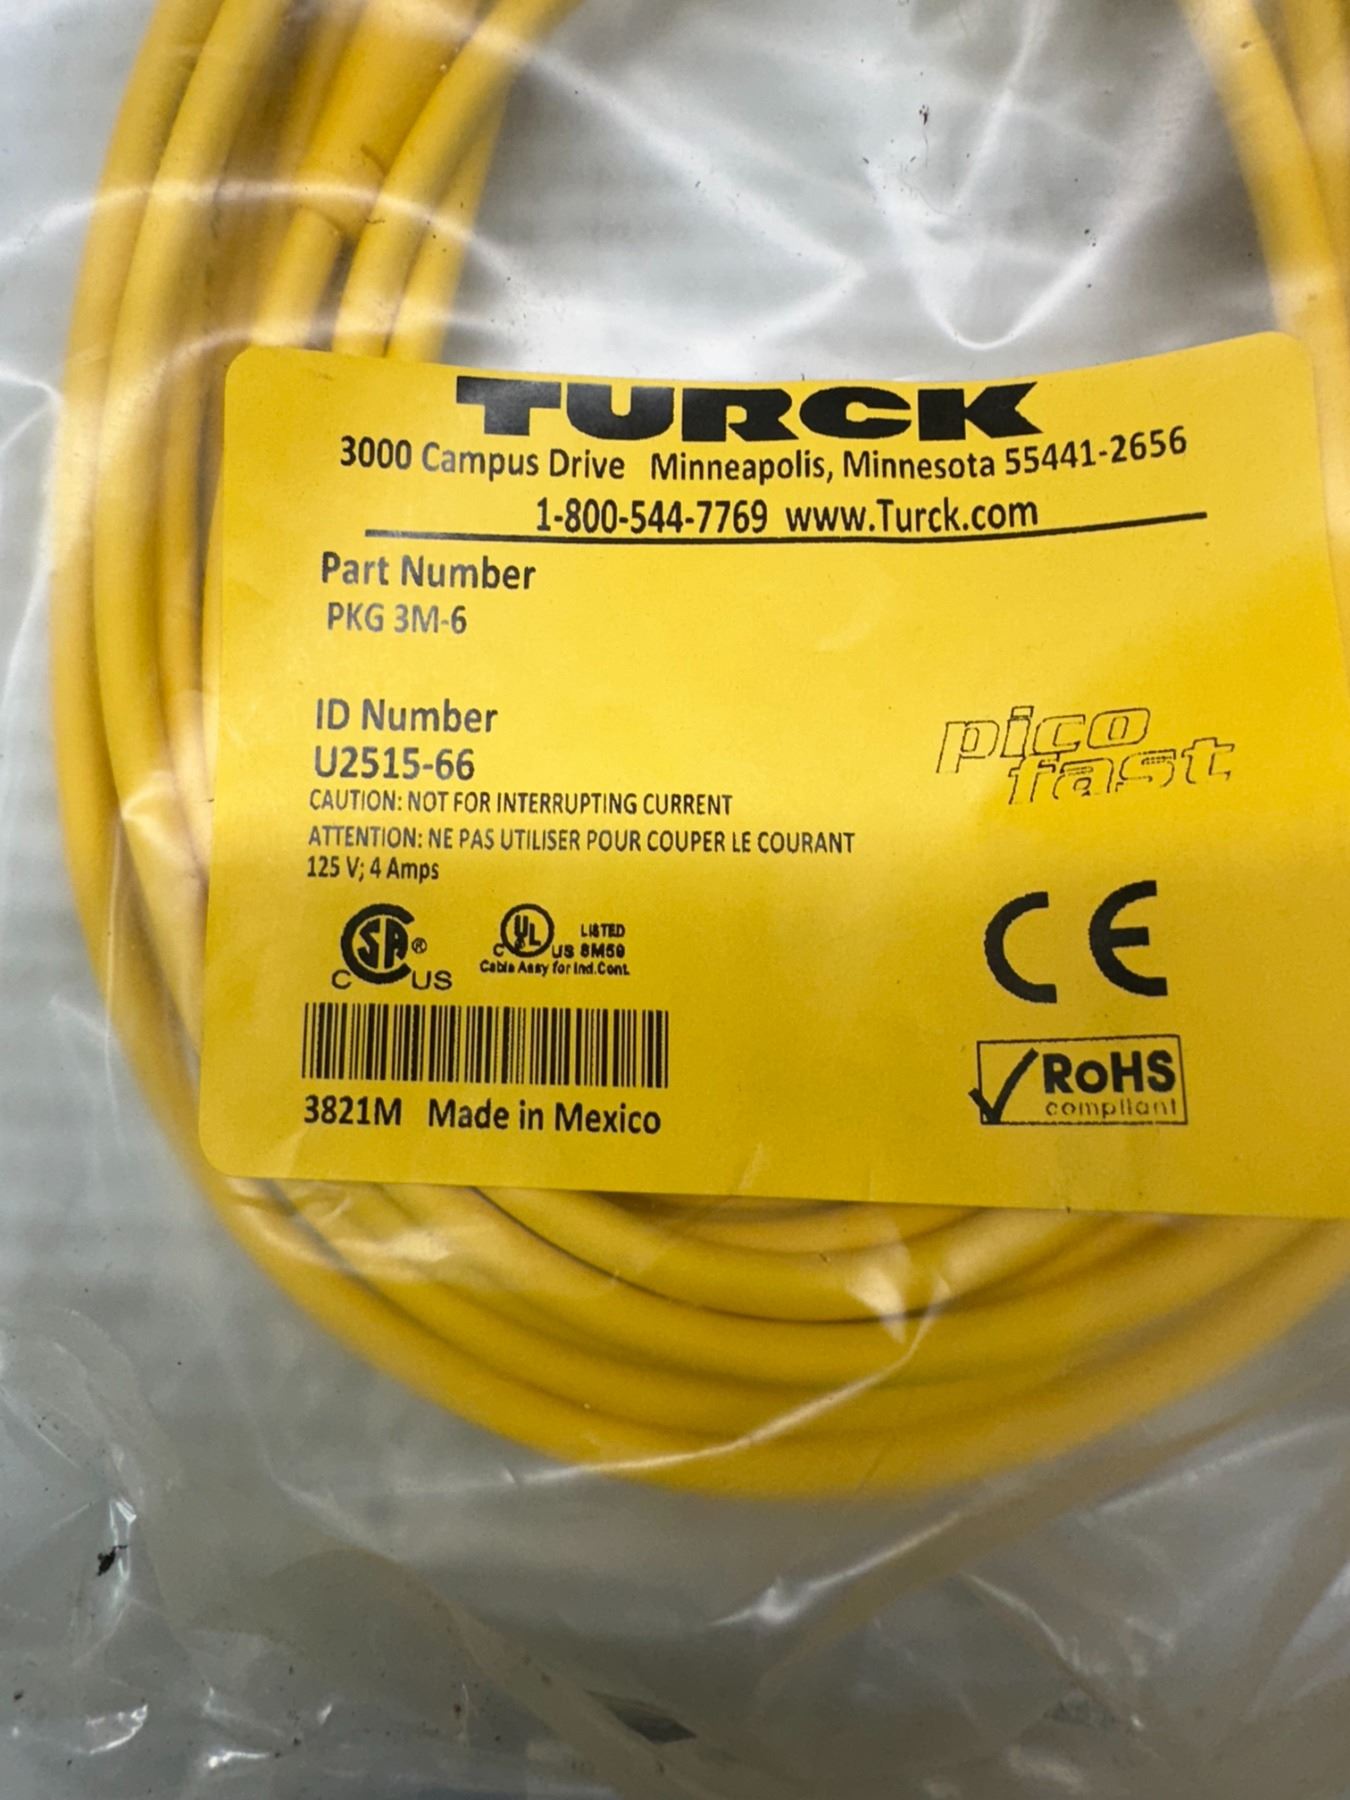 TURCK
3000 Campus Drive Minneapolis, Minnesota 55441-2656
1-800-544-7769 www.Turck.com
Part Number
PKG 3M-6
ID Number
U2515-66
pico
fast
CAUTION: NOT FOR INTERRUPTING CURRENT
ATTENTION: NE PAS UTILISER POUR COUPER LE COURANT
125 V; 4 Amps
C SA ® US
C UL US LISTED 8M59
Cable Assy for Ind.Cont.
CE
RoHS
compliant
3821M Made in Mexico